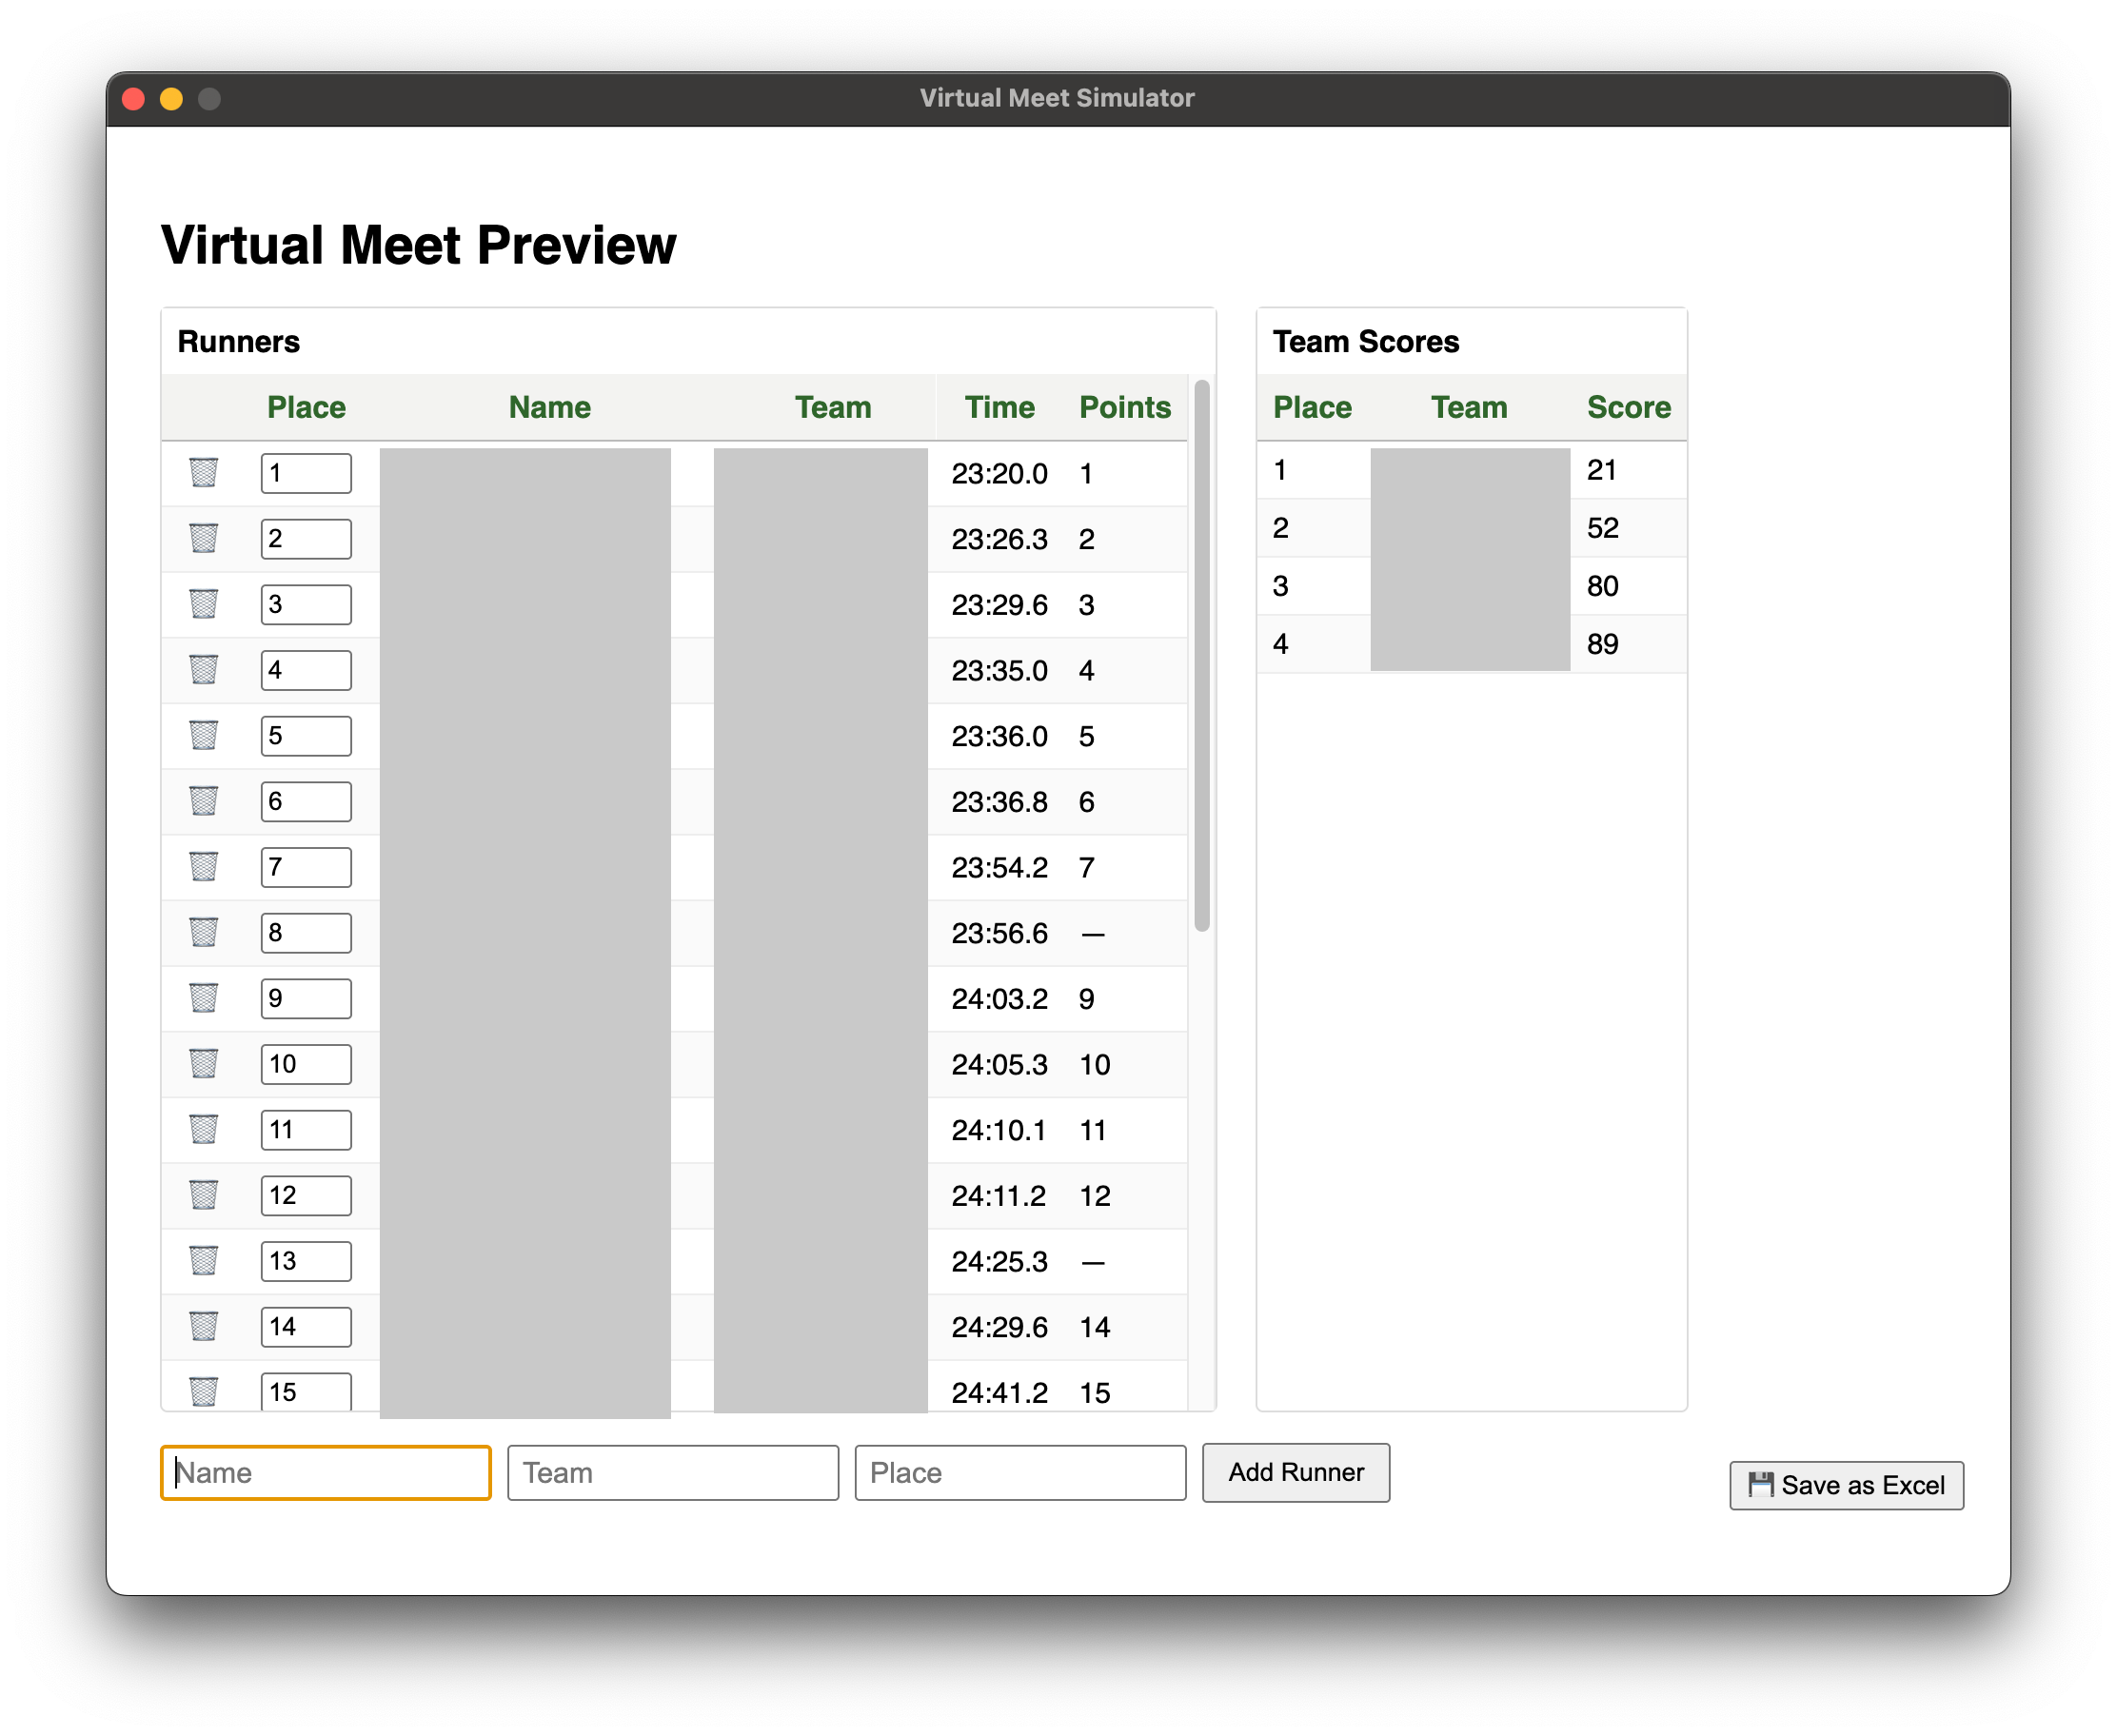 Virtual Meet Simulator
Virtual Meet Preview
Runners
Place Name Team Time Points
1 23:20.0 1
2 23:26.3 2
3 23:29.6 3
4 23:35.0 4
5 23:36.0 5
6 23:36.8 6
7 23:54.2 7
8 23:56.6 —
9 24:03.2 9
10 24:05.3 10
11 24:10.1 11
12 24:11.2 12
13 24:25.3 —
14 24:29.6 14
15 24:41.2 15
Team Scores
Place Team Score
1 21
2 52
3 80
4 89
Name Team Place Add Runner
Save as Excel